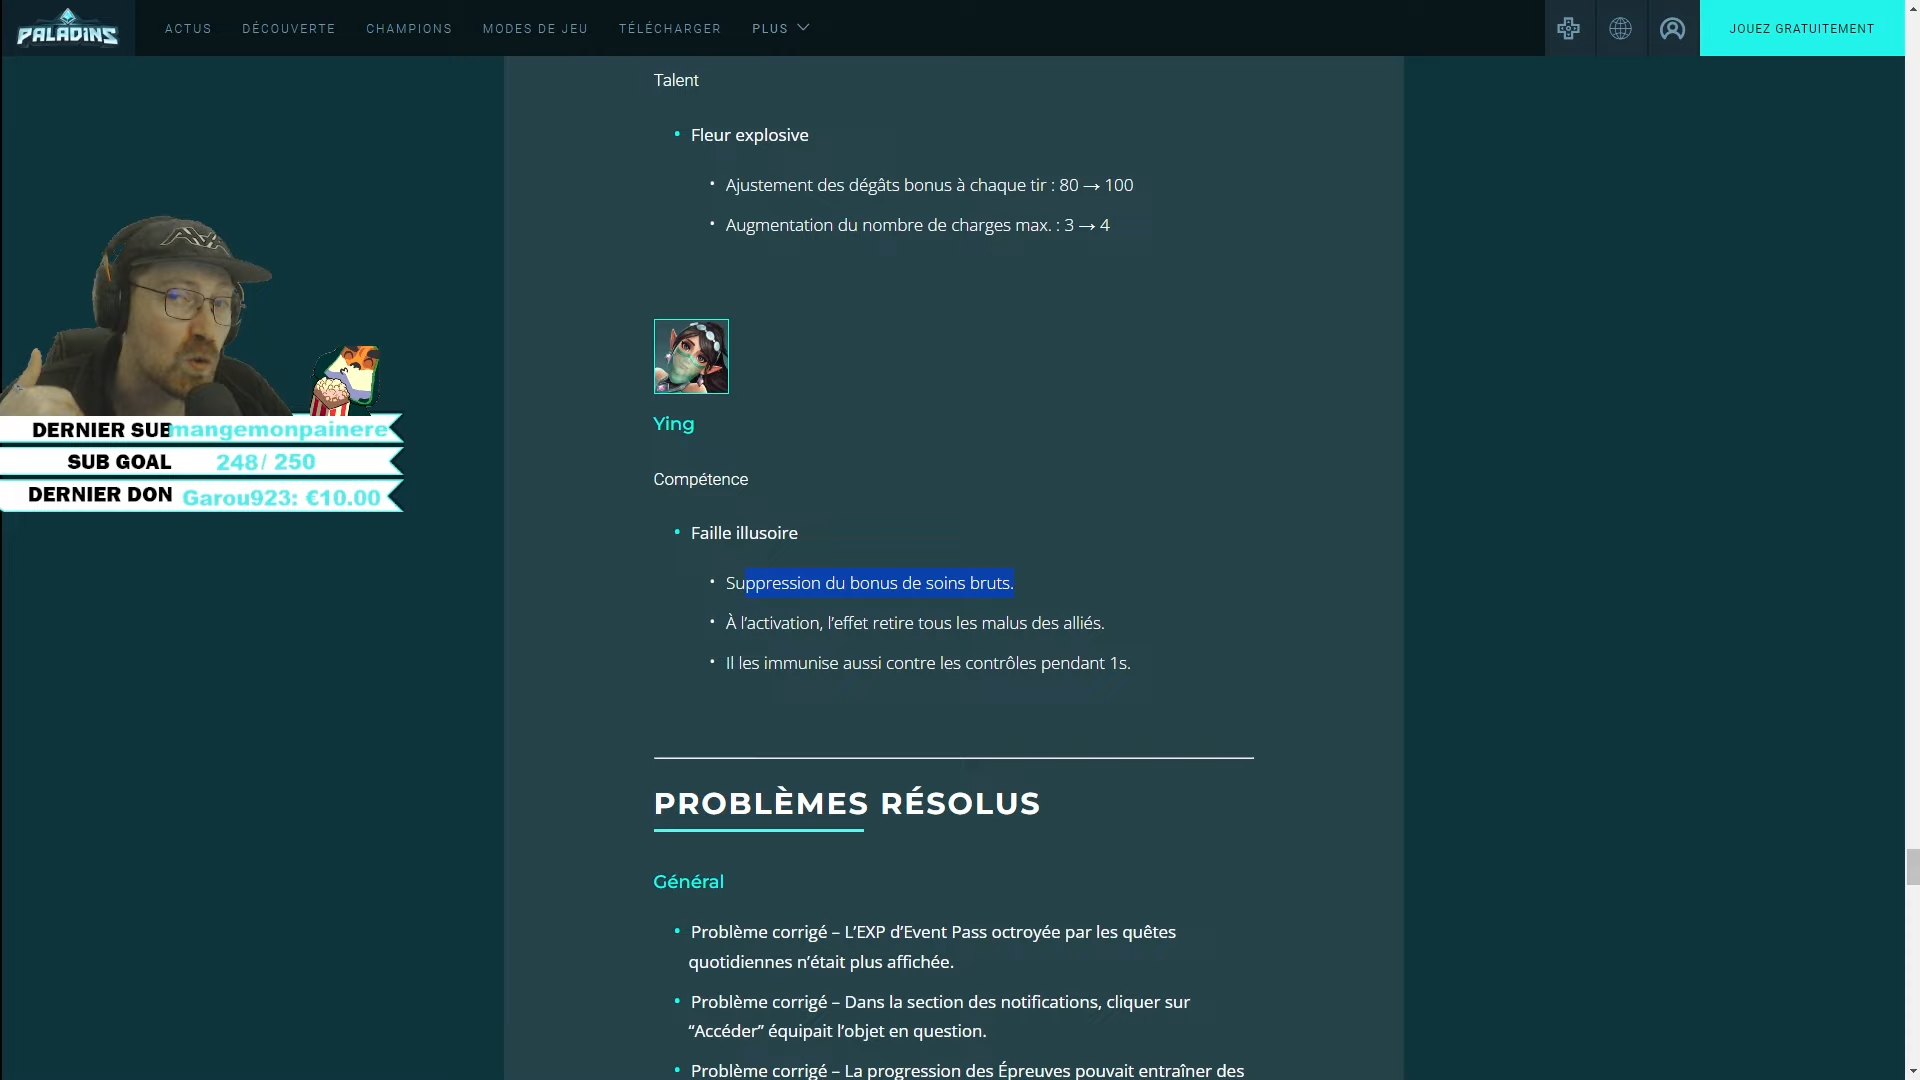 PALADINS
ACTUS DÉCOUVERTE CHAMPIONS MODES DE JEU TÉLÉCHARGER PLUS JOUEZ GRATUITEMENT
Talent
Fleur explosive
Ajustement des dégâts bonus à chaque tir : 80 → 100
Augmentation du nombre de charges max. : 3 → 4
DERNIER SUB mangemonpainere
SUB GOAL 248/ 250
DERNIER DON Garou923: €10.00
Ying
Compétence
Faille illusoire
Suppression du bonus de soins bruts.
À l’activation, l’effet retire tous les malus des alliés.
Il les immunise aussi contre les contrôles pendant 1s.
PROBLÈMES RÉSOLUS
Général
Problème corrigé – L’EXP d’Event Pass octroyée par les quêtes
quotidiennes n’était plus affichée.
Problème corrigé – Dans la section des notifications, cliquer sur
“Accéder” équipait l’objet en question.
Problème corrigé – La progression des Épreuves pouvait entraîner des